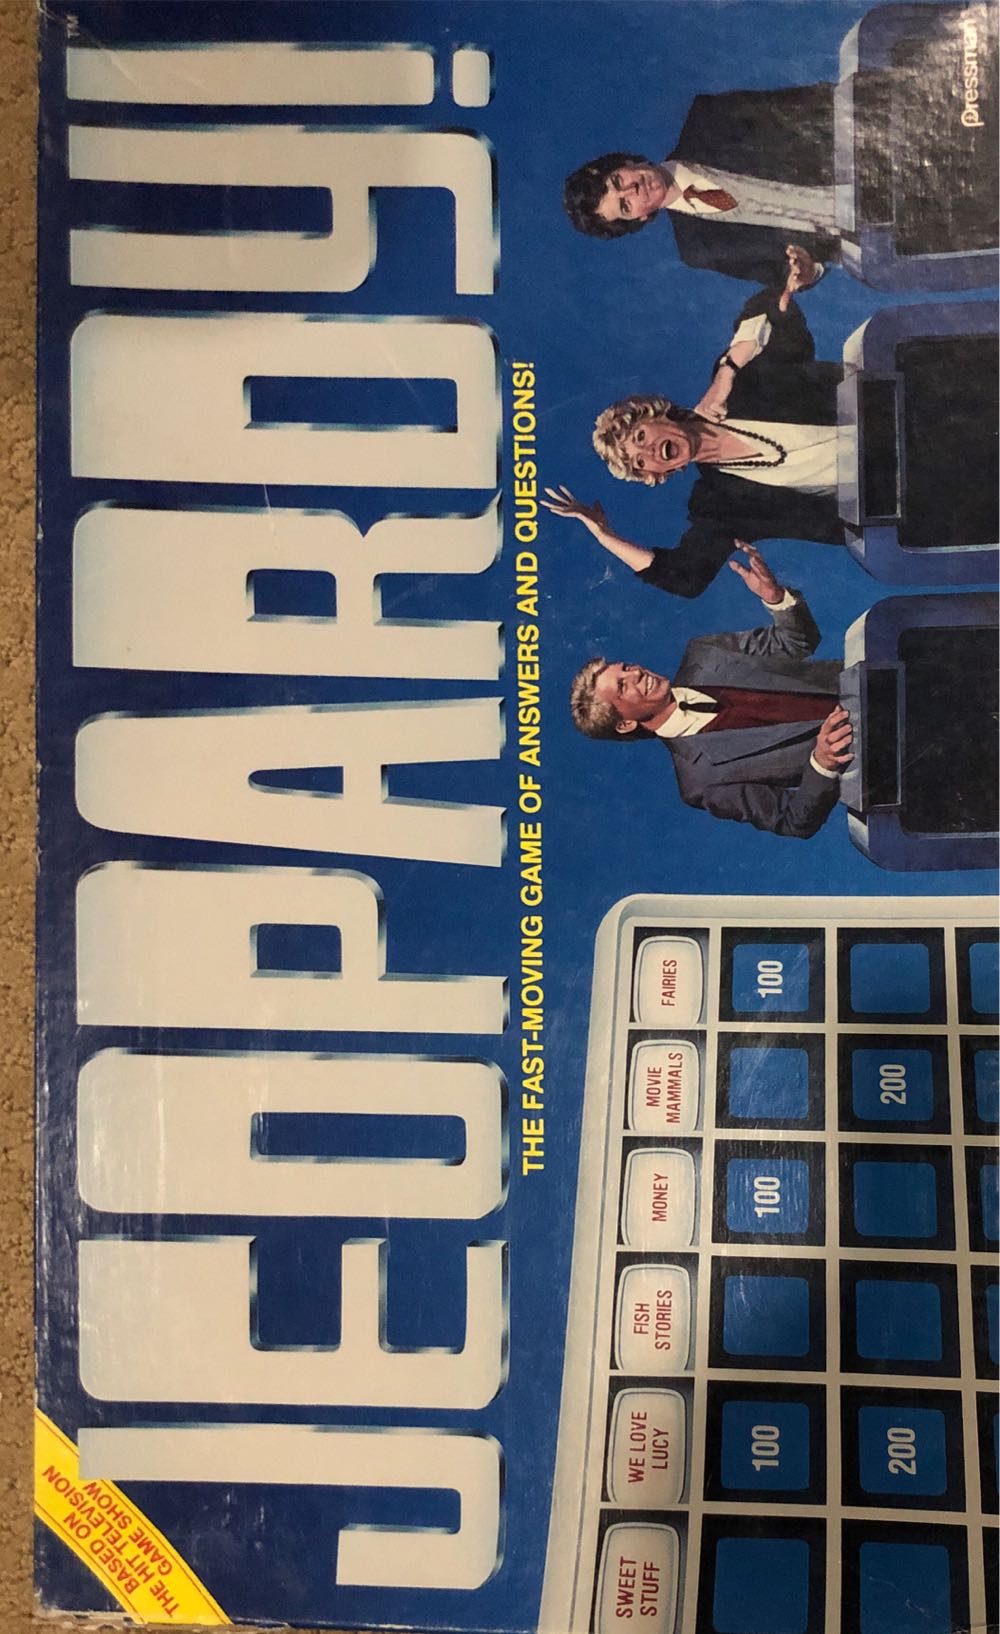 BASED ON
THE HIT TELEVISION
GAME SHOW
JEOPARDY!
TM
THE FAST-MOVING GAME OF ANSWERS AND QUESTIONS!
SWEET
STUFF
WE LOVE
LUCY
FISH
STORIES
MONEY
MOVIE
MAMMALS
FAIRIES
100
100
100
200
200
Pressman